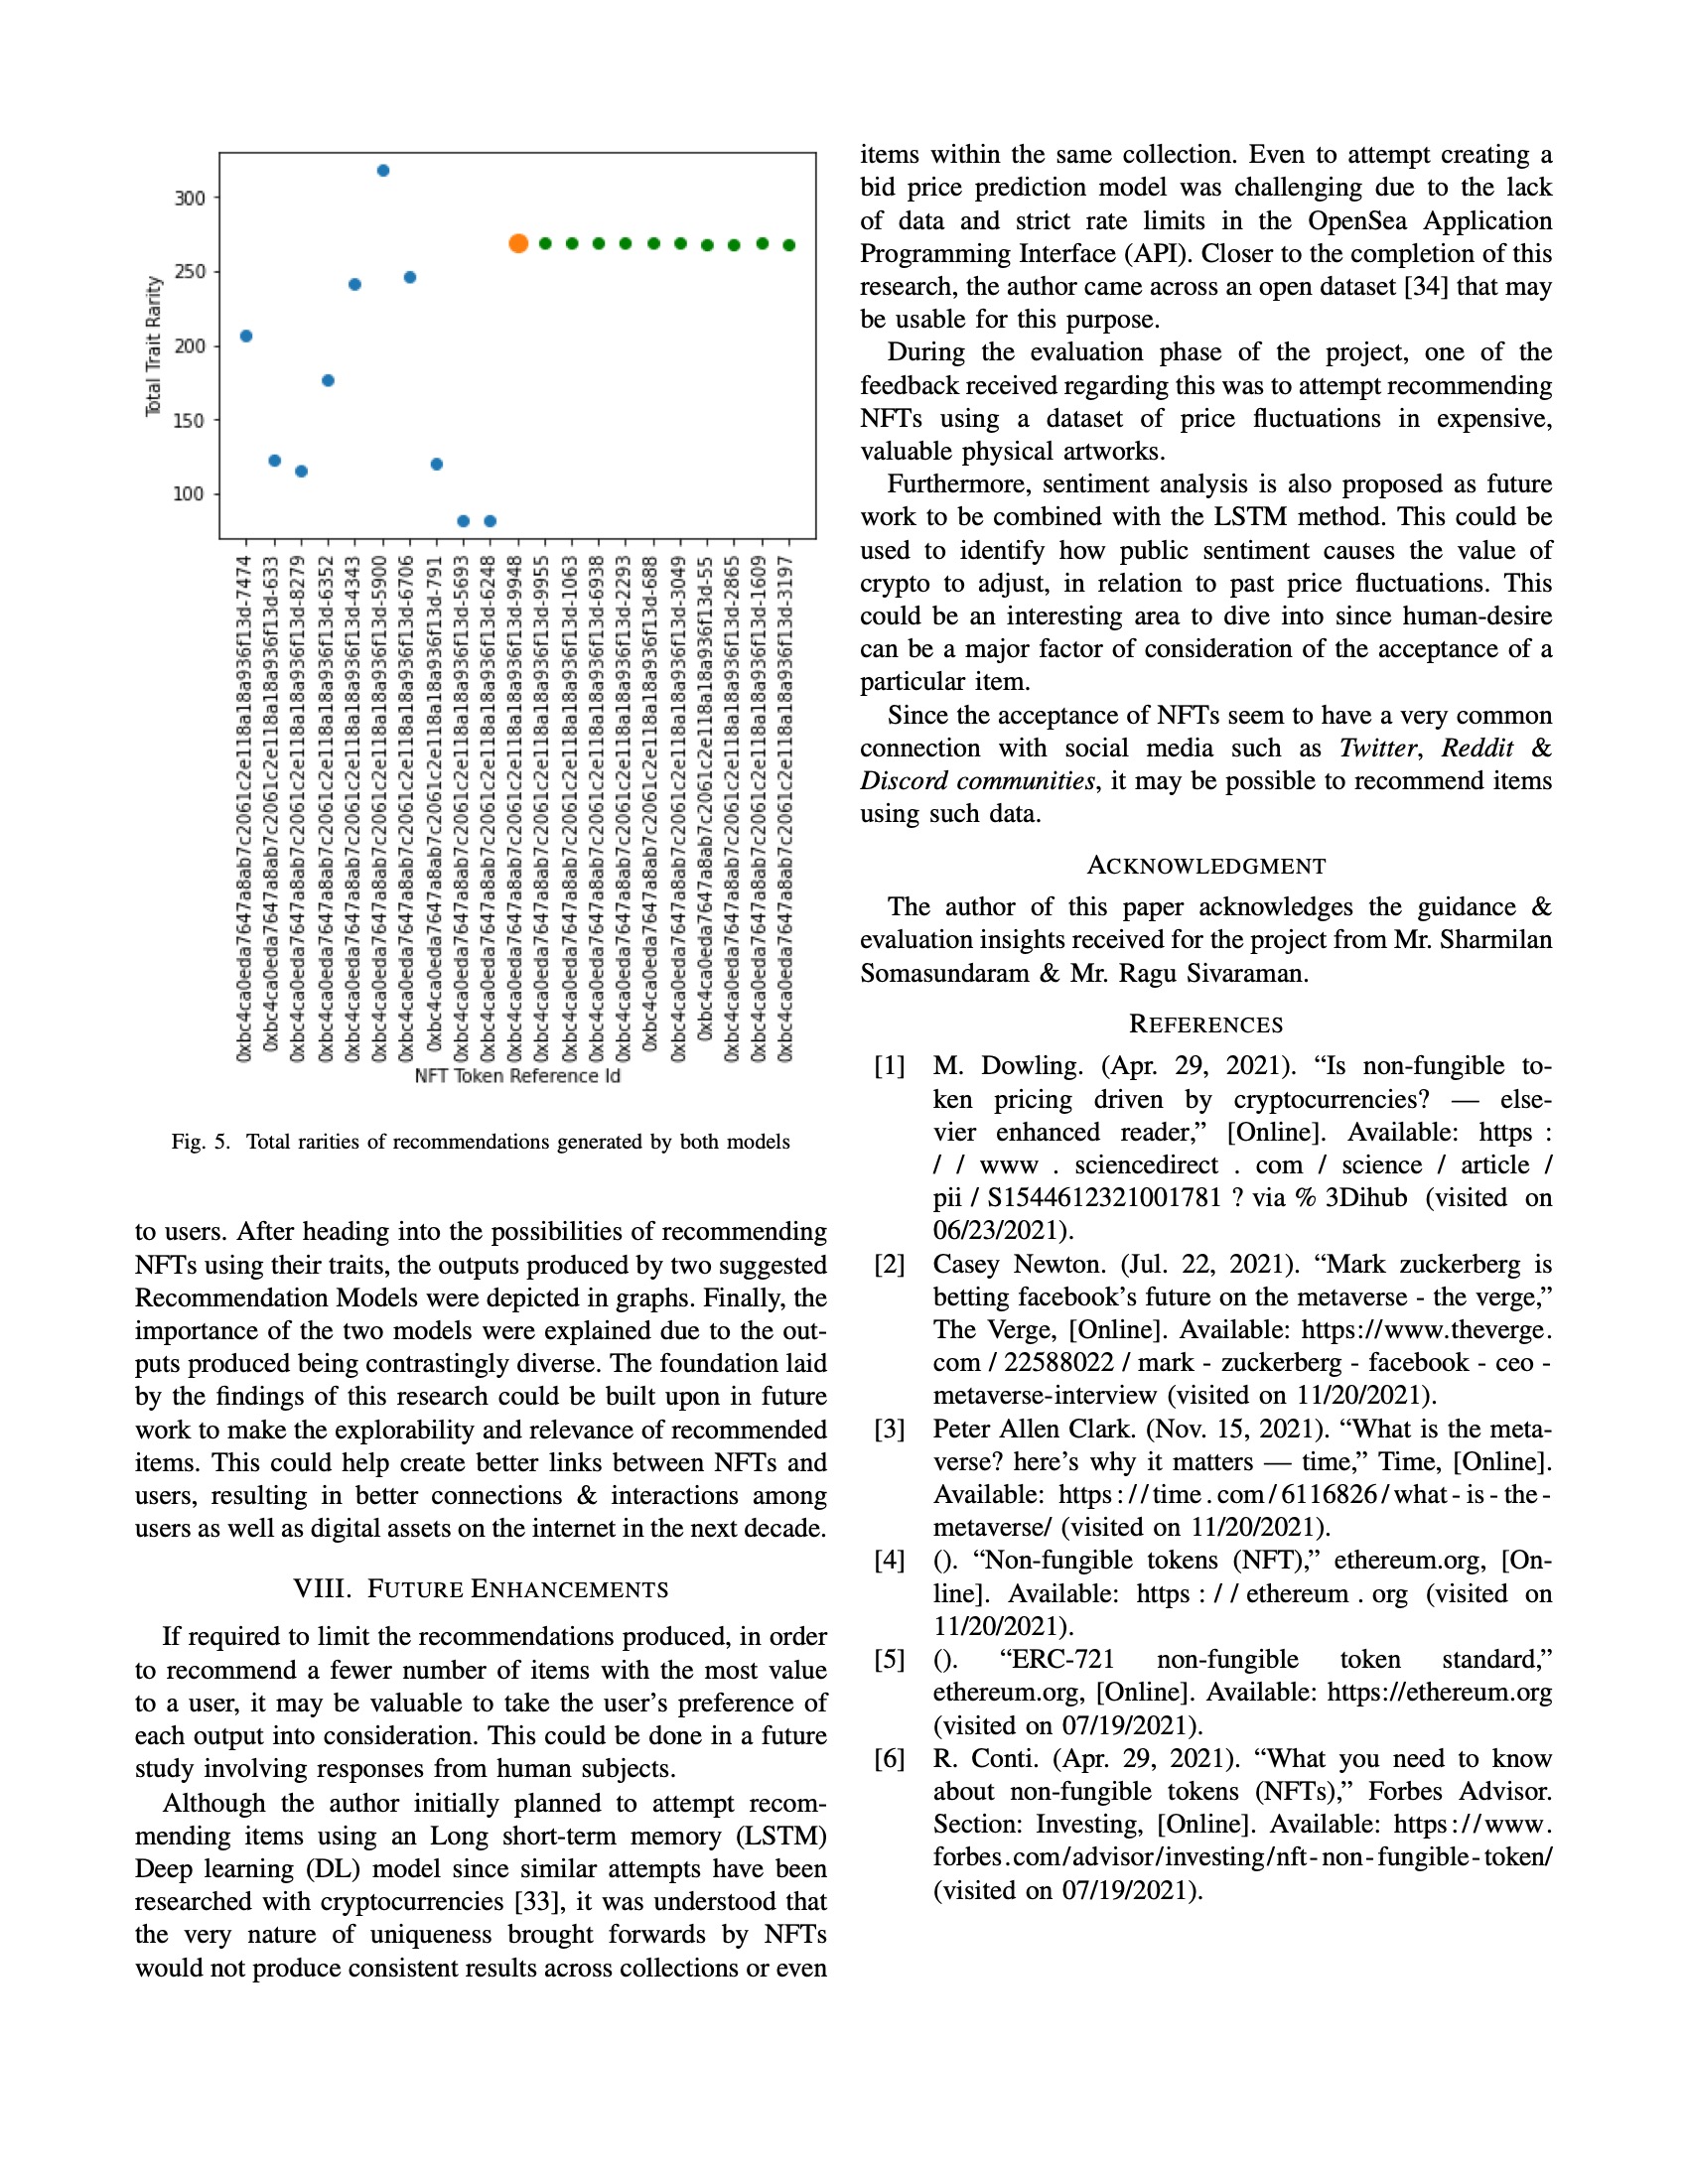 300
250
200
150
100
Total Trait Rarity
0xbc4ca0eda7647a8ab7c2061c2e118a18a936f13d-7474
0xbc4ca0eda7647a8ab7c2061c2e118a18a936f13d-633
0xbc4ca0eda7647a8ab7c2061c2e118a18a936f13d-8279
0xbc4ca0eda7647a8ab7c2061c2e118a18a936f13d-6352
0xbc4ca0eda7647a8ab7c2061c2e118a18a936f13d-4343
0xbc4ca0eda7647a8ab7c2061c2e118a18a936f13d-5900
0xbc4ca0eda7647a8ab7c2061c2e118a18a936f13d-6706
0xbc4ca0eda7647a8ab7c2061c2e118a18a936f13d-791
0xbc4ca0eda7647a8ab7c2061c2e118a18a936f13d-5693
0xbc4ca0eda7647a8ab7c2061c2e118a18a936f13d-6248
0xbc4ca0eda7647a8ab7c2061c2e118a18a936f13d-9948
0xbc4ca0eda7647a8ab7c2061c2e118a18a936f13d-9955
0xbc4ca0eda7647a8ab7c2061c2e118a18a936f13d-1063
0xbc4ca0eda7647a8ab7c2061c2e118a18a936f13d-6938
0xbc4ca0eda7647a8ab7c2061c2e118a18a936f13d-2293
0xbc4ca0eda7647a8ab7c2061c2e118a18a936f13d-688
0xbc4ca0eda7647a8ab7c2061c2e118a18a936f13d-3049
0xbc4ca0eda7647a8ab7c2061c2e118a18a936f13d-55
0xbc4ca0eda7647a8ab7c2061c2e118a18a936f13d-2865
0xbc4ca0eda7647a8ab7c2061c2e118a18a936f13d-1609
0xbc4ca0eda7647a8ab7c2061c2e118a18a936f13d-3197
NFT Token Reference Id
Fig. 5. Total rarities of recommendations generated by both models
to users. After heading into the possibilities of recommending
NFTs using their traits, the outputs produced by two suggested
Recommendation Models were depicted in graphs. Finally, the
importance of the two models were explained due to the out-
puts produced being contrastingly diverse. The foundation laid
by the findings of this research could be built upon in future
work to make the explorability and relevance of recommended
items. This could help create better links between NFTs and
users, resulting in better connections & interactions among
users as well as digital assets on the internet in the next decade.
VIII. FUTURE ENHANCEMENTS
If required to limit the recommendations produced, in order
to recommend a fewer number of items with the most value
to a user, it may be valuable to take the user's preference of
each output into consideration. This could be done in a future
study involving responses from human subjects.
Although the author initially planned to attempt recom-
mending items using an Long short-term memory (LSTM)
Deep learning (DL) model since similar attempts have been
researched with cryptocurrencies [33], it was understood that
the very nature of uniqueness brought forwards by NFTs
would not produce consistent results across collections or even
items within the same collection. Even to attempt creating a
bid price prediction model was challenging due to the lack
of data and strict rate limits in the OpenSea Application
Programming Interface (API). Closer to the completion of this
research, the author came across an open dataset [34] that may
be usable for this purpose.
During the evaluation phase of the project, one of the
feedback received regarding this was to attempt recommending
NFTs using a dataset of price fluctuations in expensive,
valuable physical artworks.
Furthermore, sentiment analysis is also proposed as future
work to be combined with the LSTM method. This could be
used to identify how public sentiment causes the value of
crypto to adjust, in relation to past price fluctuations. This
could be an interesting area to dive into since human-desire
can be a major factor of consideration of the acceptance of a
particular item.
Since the acceptance of NFTs seem to have a very common
connection with social media such as Twitter, Reddit &
Discord communities, it may be possible to recommend items
using such data.
ACKNOWLEDGMENT
The author of this paper acknowledges the guidance &
evaluation insights received for the project from Mr. Sharmilan
Somasundaram & Mr. Ragu Sivaraman.
REFERENCES
[1] M. Dowling. (Apr. 29, 2021). “Is non-fungible to-
ken pricing driven by cryptocurrencies? — else-
vier enhanced reader,” [Online]. Available: https :
/ / www . sciencedirect . com / science / article /
pii / S1544612321001781 ? via % 3Dihub (visited on
06/23/2021).
[2] Casey Newton. (Jul. 22, 2021). “Mark zuckerberg is
betting facebook's future on the metaverse - the verge,”
The Verge, [Online]. Available: https://www.theverge.
com / 22588022 / mark - zuckerberg - facebook - ceo -
metaverse-interview (visited on 11/20/2021).
[3] Peter Allen Clark. (Nov. 15, 2021). “What is the meta-
verse? here's why it matters — time,” Time, [Online].
Available: https://time.com/6116826/what-is-the-
metaverse/ (visited on 11/20/2021).
[4] (). “Non-fungible tokens (NFT),” ethereum.org, [On-
line]. Available: https : / / ethereum . org (visited on
11/20/2021).
[5] (). “ERC-721 non-fungible token standard,”
ethereum.org, [Online]. Available: https://ethereum.org
(visited on 07/19/2021).
[6] R. Conti. (Apr. 29, 2021). “What you need to know
about non-fungible tokens (NFTs),” Forbes Advisor.
Section: Investing, [Online]. Available: https://www.
forbes.com/advisor/investing/nft-non-fungible-token/
(visited on 07/19/2021).